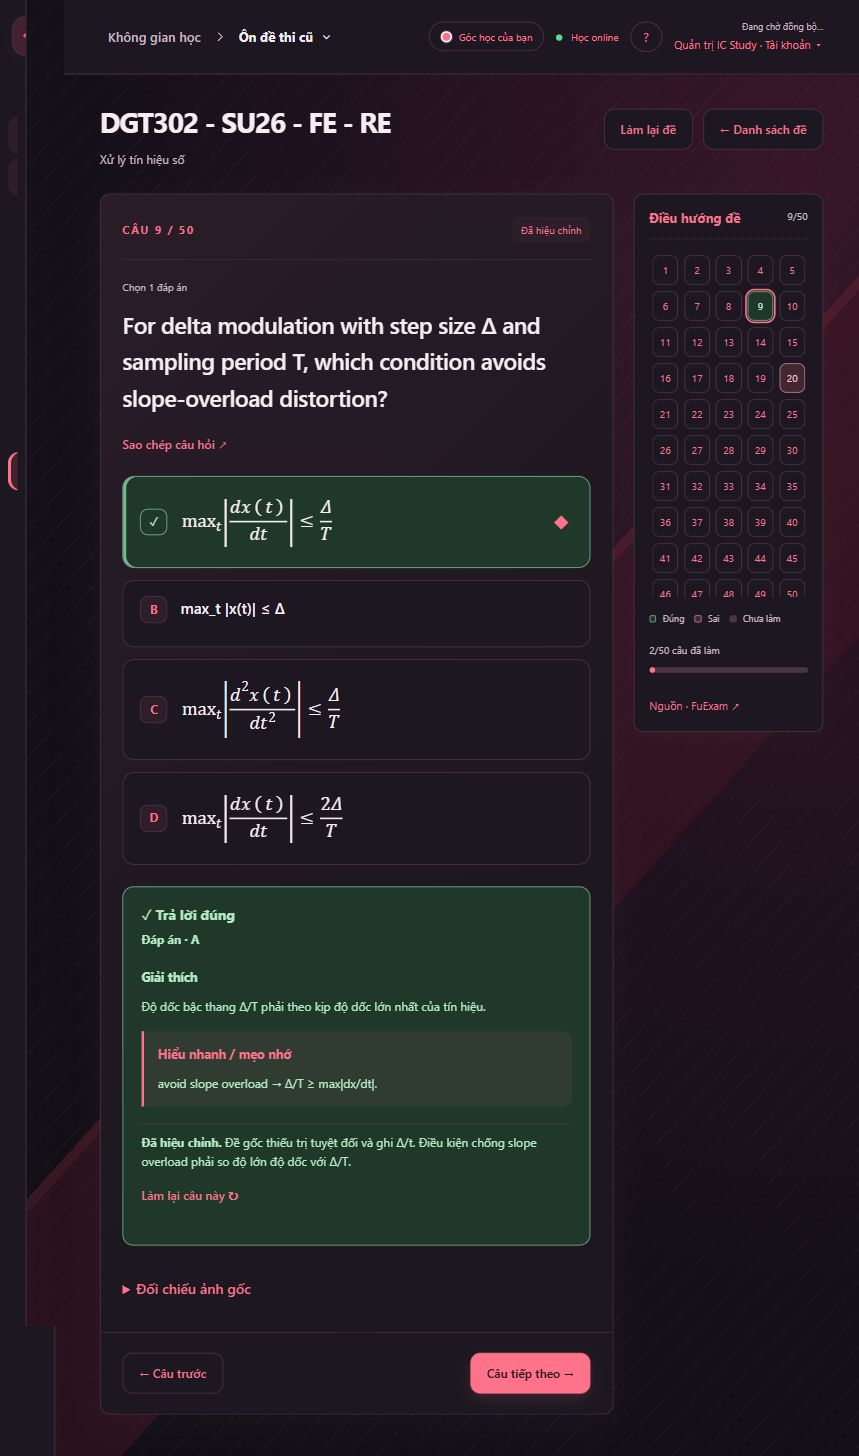 Không gian học > Ôn đề thi cũ
Góc học của bạn
Học online
?
Đang chờ đồng bộ...
Quản trị IC Study · Tài khoản
DGT302 - SU26 - FE - RE
Xử lý tín hiệu số
Làm lại đề
← Danh sách đề
CÂU 9 / 50
Đã hiệu chỉnh
Chọn 1 đáp án
For delta modulation with step size Δ and
sampling period T, which condition avoids
slope-overload distortion?
Sao chép câu hỏi ↗
✓ max_t |dx(t)/dt| ≤ Δ/T
B max_t |x(t)| ≤ Δ
C max_t |d²x(t)/dt²| ≤ Δ/T
D max_t |dx(t)/dt| ≤ 2Δ/T
✓ Trả lời đúng
Đáp án · A
Giải thích
Độ dốc bậc thang Δ/T phải theo kịp độ dốc lớn nhất của tín hiệu.
Hiểu nhanh / mẹo nhớ
avoid slope overload → Δ/T ≥ max|dx/dt|.
Đã hiệu chỉnh. Đề gốc thiếu trị tuyệt đối và ghi Δ/t. Điều kiện chống slope
overload phải so độ lớn độ dốc với Δ/T.
Làm lại câu này ↻
▶ Đối chiếu ảnh gốc
← Câu trước
Câu tiếp theo →
Điều hướng đề
9/50
1 2 3 4 5
6 7 8 9 10
11 12 13 14 15
16 17 18 19 20
21 22 23 24 25
26 27 28 29 30
31 32 33 34 35
36 37 38 39 40
41 42 43 44 45
46 47 48 49 50
Đúng Sai Chưa làm
2/50 câu đã làm
Nguồn · FuExam ↗